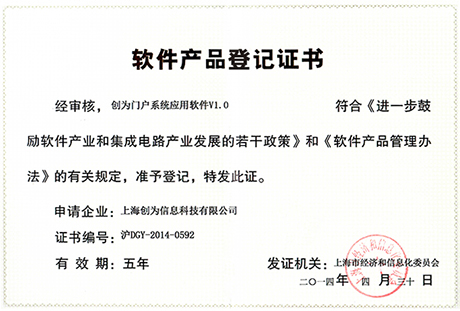 软件产品登记证书
经审核，创为门户系统应用软件V1.0 符合《进一步鼓
励软件产业和集成电路产业发展的若干政策》和《软件产品管理办
法》的有关规定，准予登记，特发此证。
申请企业：上海创为信息科技有限公司
证书编号：沪DGY-2014-0592
有 效 期：五年 发证机关：上海市经济和信息化委员会
二〇一四年 四 月 三十 日